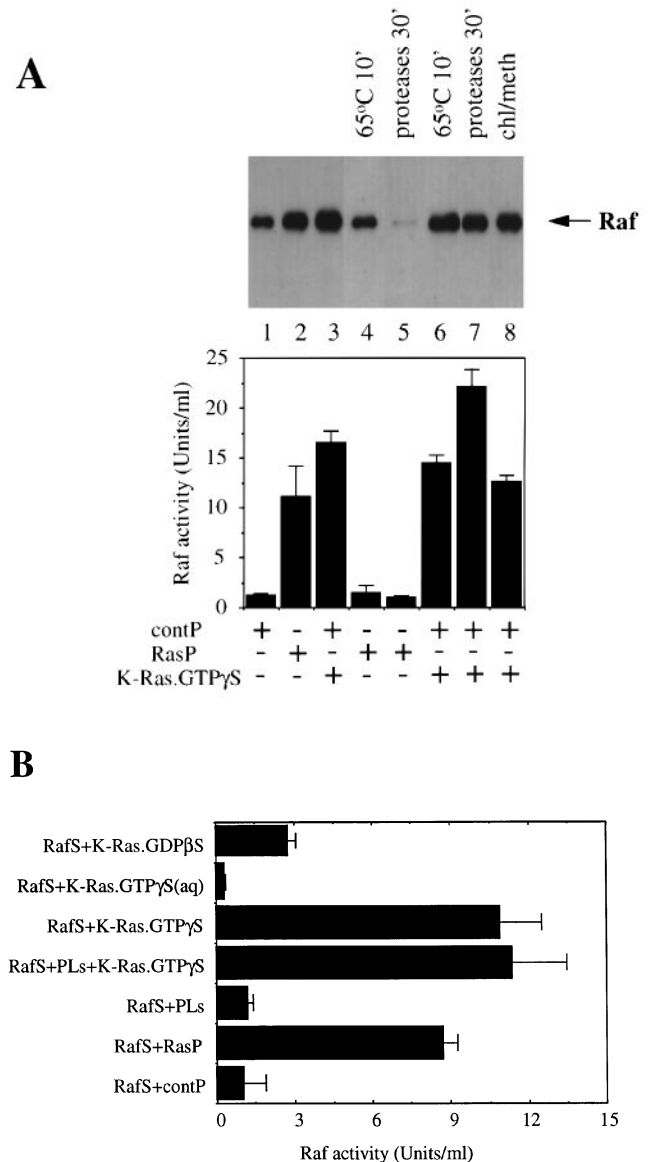 A
65°C 10'
proteases 30'
65°C 10'
proteases 30'
chl/meth
Raf
1 2 3 4 5 6 7 8
Raf activity (Units/ml)
25
20
15
10
5
0
contP + - + - - + + +
RasP - + - + + - - -
K-Ras.GTPγS - - + - - + + +
B
RafS+K-Ras.GDPβS
RafS+K-Ras.GTPγS(aq)
RafS+K-Ras.GTPγS
RafS+PLs+K-Ras.GTPγS
RafS+PLs
RafS+RasP
RafS+contP
0 3 6 9 12 15
Raf activity (Units/ml)